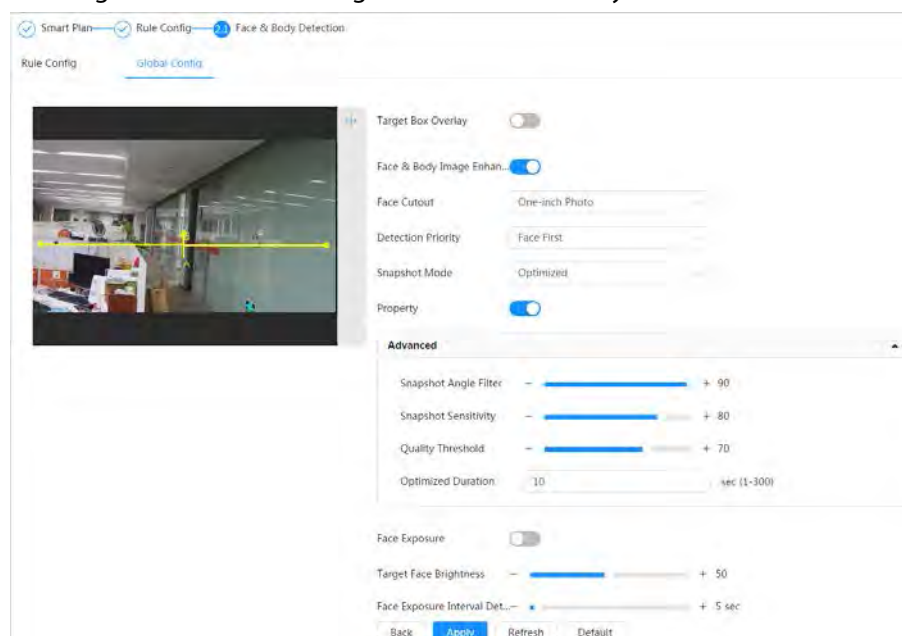 Smart Plan Rule Config 2.1 Face & Body Detection
Rule Config Global Config
Target Box Overlay
Face & Body Image Enhan...
Face Cutout One-inch Photo
Detection Priority Face First
Snapshot Mode Optimized
Property
Advanced
Snapshot Angle Filter - + 90
Snapshot Sensitivity - + 80
Quality Threshold - + 70
Optimized Duration 10 sec (1-300)
Face Exposure
Target Face Brightness - + 50
Face Exposure Interval Det... - + 5 sec
Back Apply Refresh Default